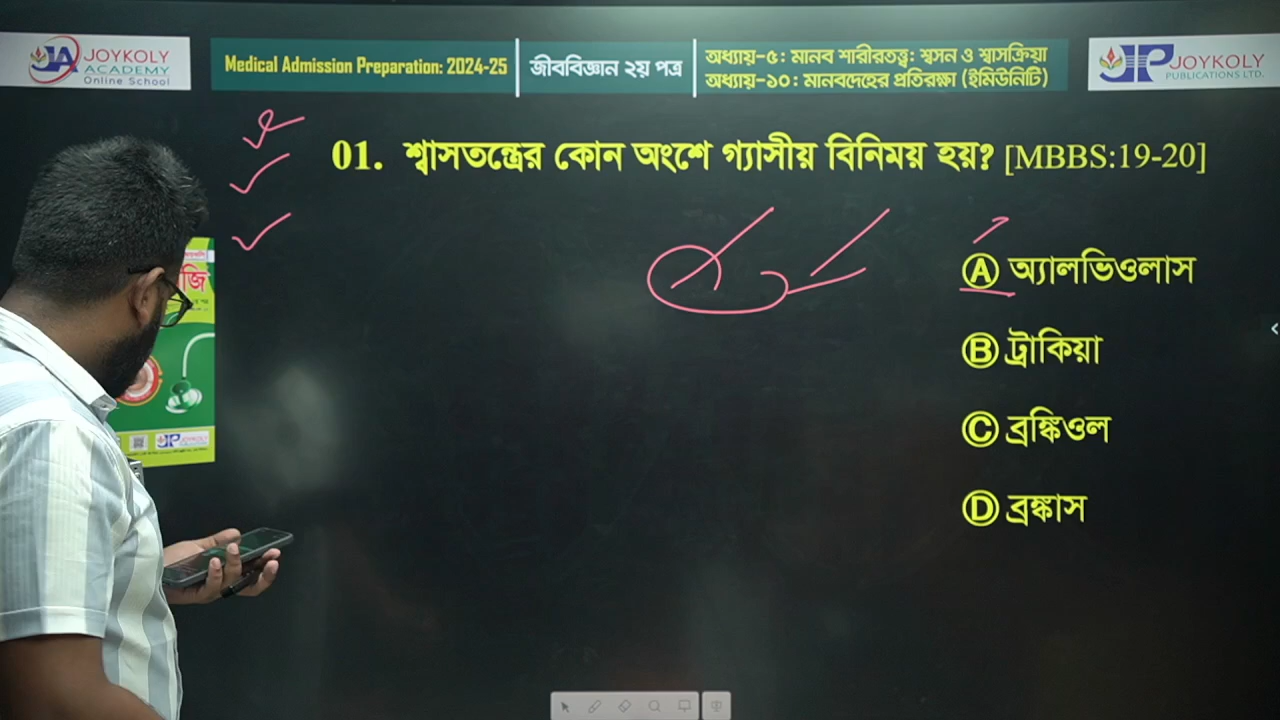 JA JOYKOLY
ACADEMY
Online School
Medical Admission Preparation: 2024-25
জীববিজ্ঞান ২য় পত্র
অধ্যায়-৫: মানব শারীরতত্ত্ব: শ্বসন ও শ্বাসক্রিয়া
অধ্যায়-১০: মানবদেহের প্রতিরক্ষা (ইমিউনিটি)
JP JOYKOLY
PUBLICATIONS LTD.
01. শ্বাসতন্ত্রের কোন অংশে গ্যাসীয় বিনিময় হয়? [MBBS:19-20]
A অ্যালভিওলাস
B ট্রাকিয়া
C ব্রঙ্কিওল
D ব্রঙ্কাস
জি
JP